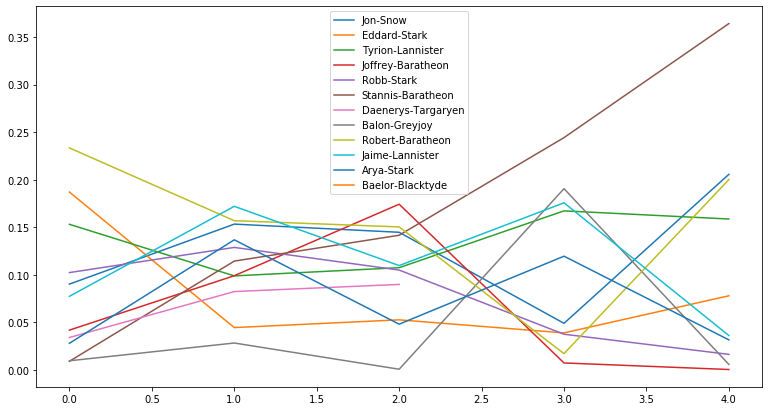 Jon-Snow
Eddard-Stark
Tyrion-Lannister
Joffrey-Baratheon
Robb-Stark
Stannis-Baratheon
Daenerys-Targaryen
Balon-Greyjoy
Robert-Baratheon
Jaime-Lannister
Arya-Stark
Baelor-Blacktyde
0.35
0.30
0.25
0.20
0.15
0.10
0.05
0.00
0.0 0.5 1.0 1.5 2.0 2.5 3.0 3.5 4.0